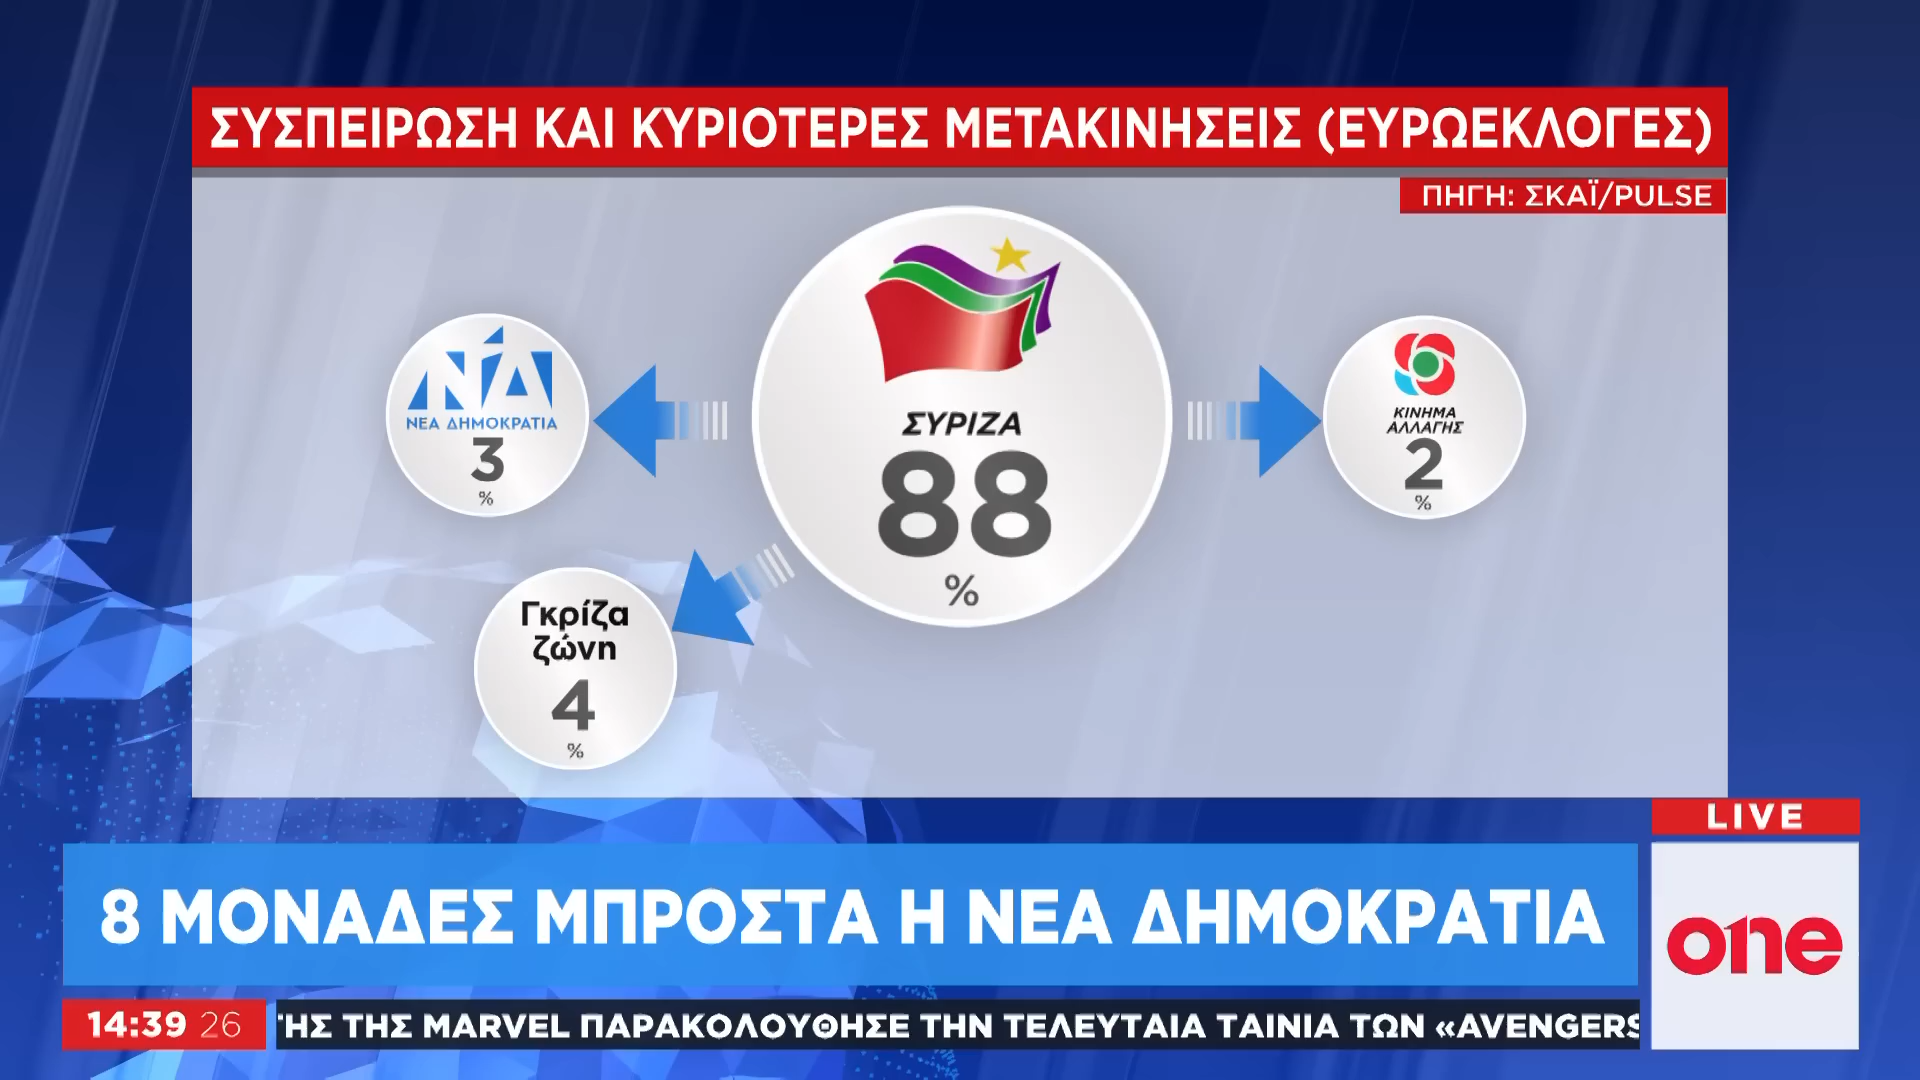 ΣΥΣΠΕΙΡΩΣΗ ΚΑΙ ΚΥΡΙΟΤΕΡΕΣ ΜΕΤΑΚΙΝΗΣΕΙΣ (ΕΥΡΩΕΚΛΟΓΕΣ)
ΠΗΓΗ: ΣΚΑΪ/PULSE
ΝΔ
ΝΕΑ ΔΗΜΟΚΡΑΤΙΑ
3
%
ΣΥΡΙΖΑ
88
%
ΚΙΝΗΜΑ
ΑΛΛΑΓΗΣ
2
%
Γκρίζα
ζώνη
4
%
LIVE
8 ΜΟΝΑΔΕΣ ΜΠΡΟΣΤΑ Η ΝΕΑ ΔΗΜΟΚΡΑΤΙΑ
one
14:39 26
ΉΣ ΤΗΣ MARVEL ΠΑΡΑΚΟΛΟΥΘΗΣΕ ΤΗΝ ΤΕΛΕΥΤΑΙΑ ΤΑΙΝΙΑ ΤΩΝ «AVENGERS